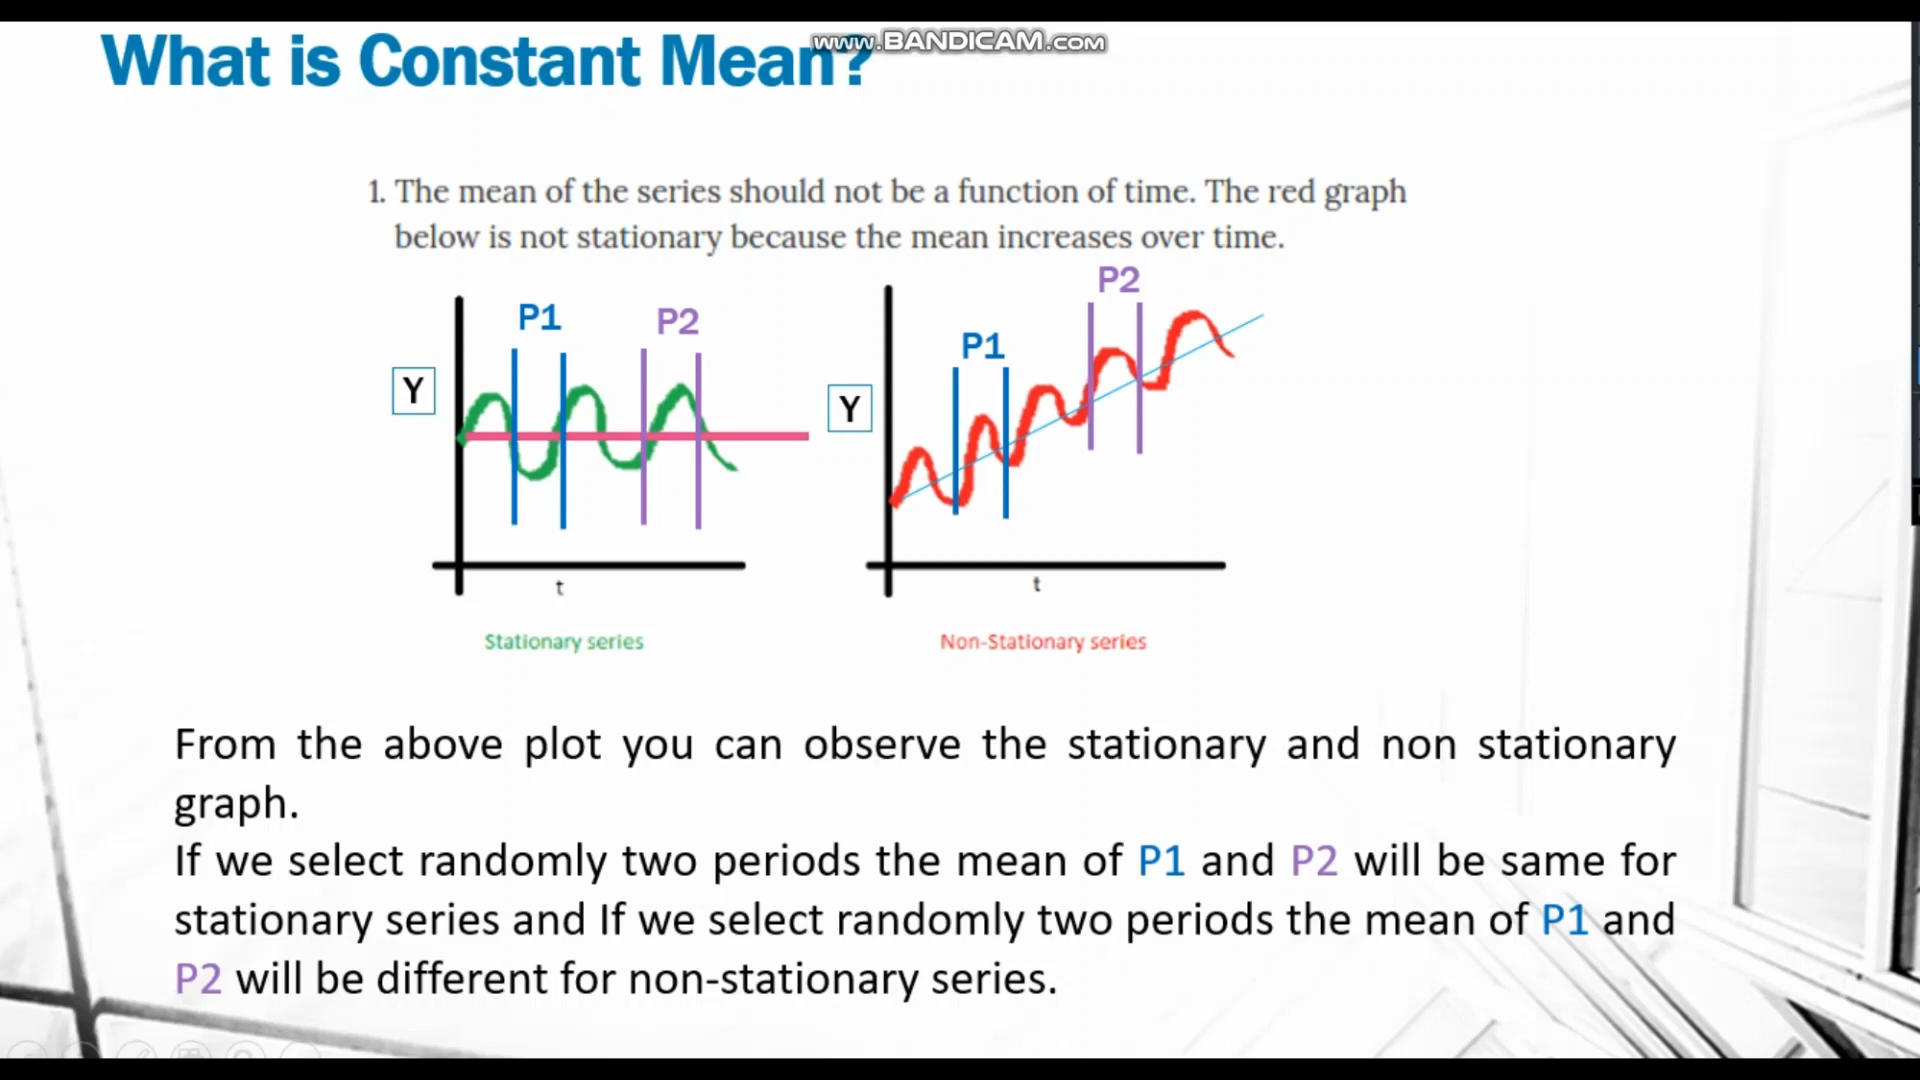 www.BANDICAM.com
What is Constant Mean?
1. The mean of the series should not be a function of time. The red graph
below is not stationary because the mean increases over time.
P1
P2
Y
t
Stationary series
P1
P2
Y
t
Non-Stationary series
From the above plot you can observe the stationary and non stationary
graph.
If we select randomly two periods the mean of P1 and P2 will be same for
stationary series and If we select randomly two periods the mean of P1 and
P2 will be different for non-stationary series.